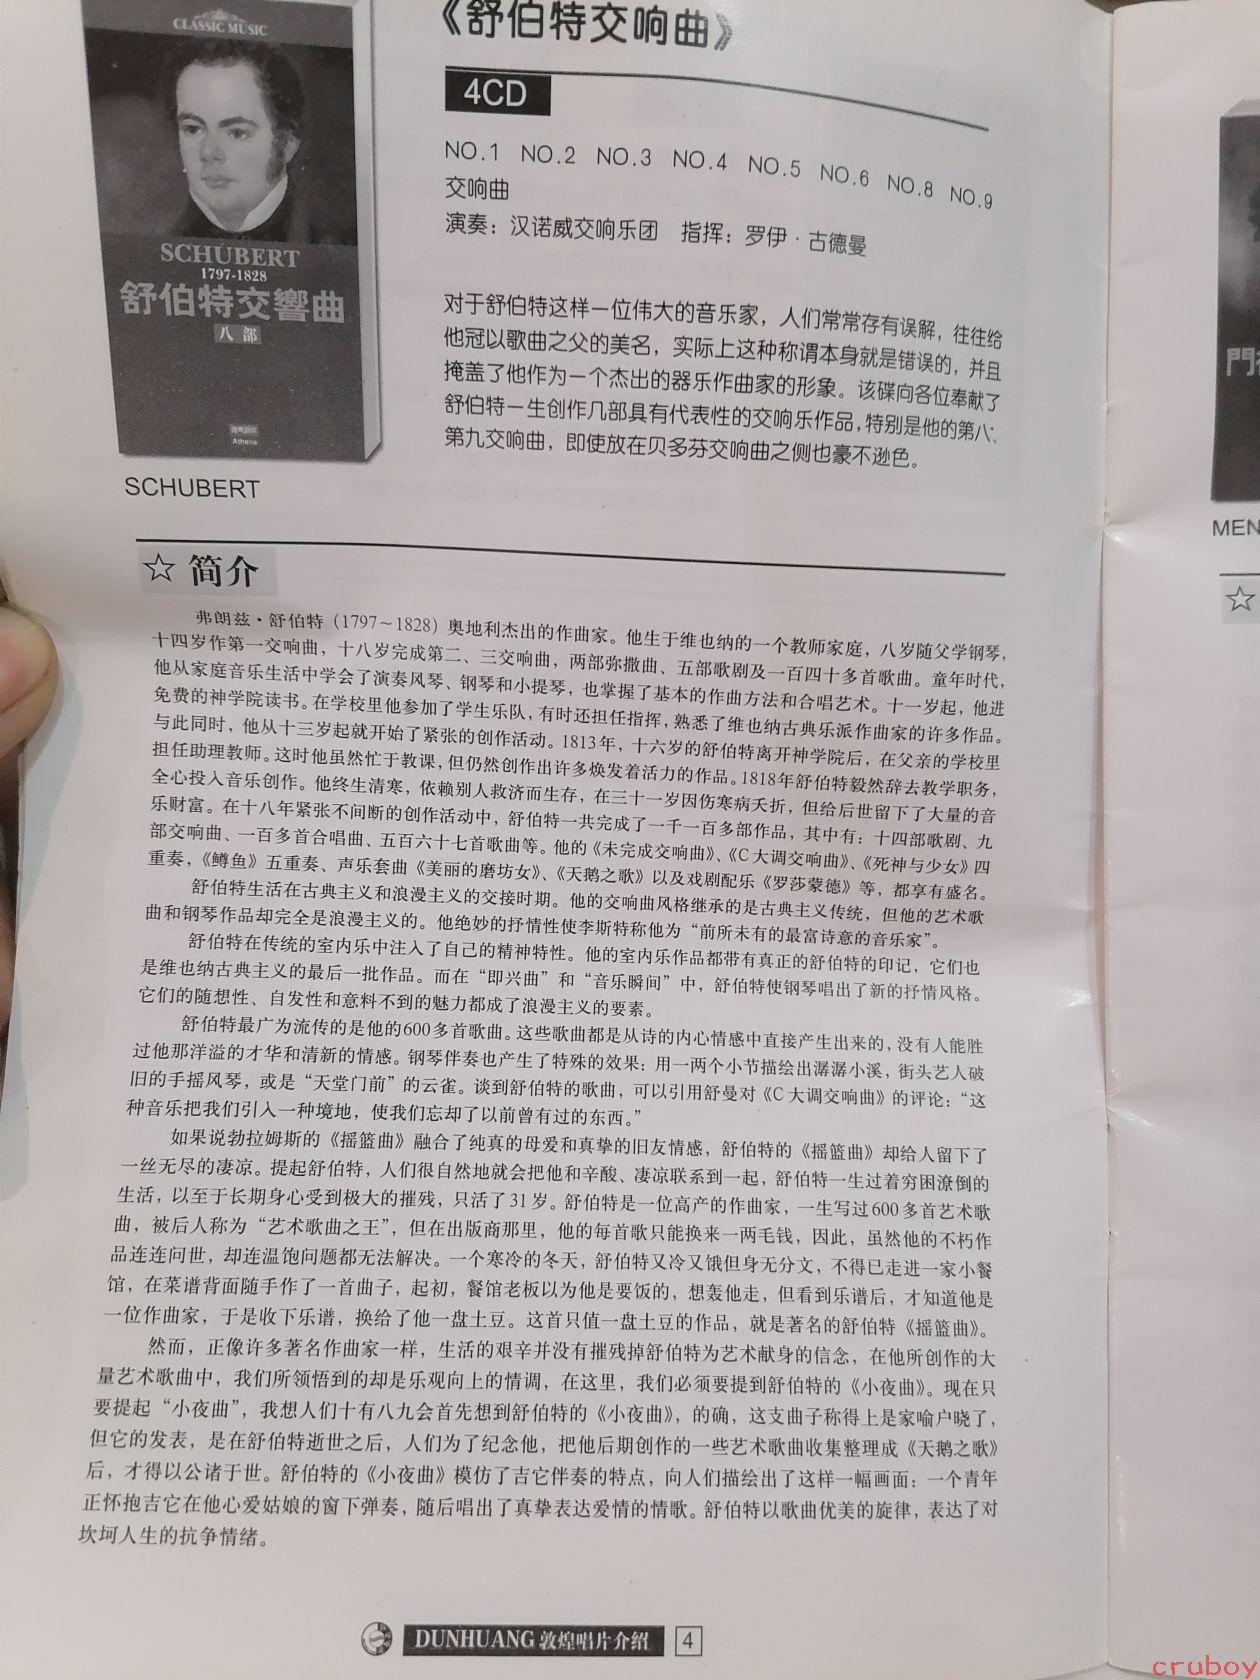 CLASSIC MUSIC
SCHUBERT
1797-1828
舒伯特交響曲
八部
Athena
SCHUBERT
《舒伯特交响曲》
4CD
NO.1 NO.2 NO.3 NO.4 NO.5 NO.6 NO.8 NO.9
交响曲
演奏：汉诺威交响乐团 指挥：罗伊·古德曼
对于舒伯特这样一位伟大的音乐家，人们常常存有误解，往往给
他冠以歌曲之父的美名，实际上这种称谓本身就是错误的，并且
掩盖了他作为一个杰出的器乐作曲家的形象。该碟向各位奉献了
舒伯特一生创作几部具有代表性的交响乐作品，特别是他的第八、
第九交响曲，即使放在贝多芬交响曲之侧也豪不逊色。
☆ 简介
弗朗兹·舒伯特（1797～1828）奥地利杰出的作曲家。他生于维也纳的一个教师家庭，八岁随父学钢琴，
十四岁作第一交响曲，十八岁完成第二、三交响曲，两部弥撒曲、五部歌剧及一百四十多首歌曲。童年时代，
他从家庭音乐生活中学会了演奏风琴、钢琴和小提琴，也掌握了基本的作曲方法和合唱艺术。十一岁起，他进
免费的神学院读书。在学校里他参加了学生乐队，有时还担任指挥，熟悉了维也纳古典乐派作曲家的许多作品。
与此同时，他从十三岁起就开始了紧张的创作活动。1813年，十六岁的舒伯特离开神学院后，在父亲的学校里
担任助理教师。这时他虽然忙于教课，但仍然创作出许多焕发着活力的作品。1818年舒伯特毅然辞去教学职务，
全心投入音乐创作。他终生清寒，依赖别人救济而生存，在三十一岁因伤寒病夭折，但给后世留下了大量的音
乐财富。在十八年紧张不间断的创作活动中，舒伯特一共完成了一千一百多部作品，其中有：十四部歌剧、九
部交响曲、一百多首合唱曲、五百六十七首歌曲等。他的《未完成交响曲》、《C大调交响曲》、《死神与少女》四
重奏，《鳟鱼》五重奏、声乐套曲《美丽的磨坊女》、《天鹅之歌》以及戏剧配乐《罗莎蒙德》等，都享有盛名。
舒伯特生活在古典主义和浪漫主义的交接时期。他的交响曲风格继承的是古典主义传统，但他的艺术歌
曲和钢琴作品却完全是浪漫主义的。他绝妙的抒情性使李斯特称他为“前所未有的最富诗意的音乐家”。
舒伯特在传统的室内乐中注入了自己的精神特性。他的室内乐作品都带有真正的舒伯特的印记，它们也
是维也纳古典主义的最后一批作品。而在“即兴曲”和“音乐瞬间”中，舒伯特使钢琴唱出了新的抒情风格。
它们的随想性、自发性和意料不到的魅力都成了浪漫主义的要素。
舒伯特最广为流传的是他的600多首歌曲。这些歌曲都是从诗的内心情感中直接产生出来的，没有人能胜
过他那洋溢的才华和清新的情感。钢琴伴奏也产生了特殊的效果：用一两个小节描绘出潺潺小溪，街头艺人破
旧的手摇风琴，或是“天堂门前”的云雀。谈到舒伯特的歌曲，可以引用舒曼对《C大调交响曲》的评论：“这
种音乐把我们引入一种境地，使我们忘却了以前曾有过的东西。”
如果说勃拉姆斯的《摇篮曲》融合了纯真的母爱和真挚的旧友情感，舒伯特的《摇篮曲》却给人留下了
一丝无尽的凄凉。提起舒伯特，人们很自然地就会把他和辛酸、凄凉联系到一起，舒伯特一生过着穷困潦倒的
生活，以至于长期身心受到极大的摧残，只活了31岁。舒伯特是一位高产的作曲家，一生写过600多首艺术歌
曲，被后人称为“艺术歌曲之王”，但在出版商那里，他的每首歌只能换来一两毛钱，因此，虽然他的不朽作
品连连问世，却连温饱问题都无法解决。一个寒冷的冬天，舒伯特又冷又饿但身无分文，不得已走进一家小餐
馆，在菜谱背面随手作了一首曲子，起初，餐馆老板以为他是要饭的，想轰他走，但看到乐谱后，才知道他是
一位作曲家，于是收下乐谱，换给了他一盘土豆。这首只值一盘土豆的作品，就是著名的舒伯特《摇篮曲》。
然而，正像许多著名作曲家一样，生活的艰辛并没有摧残掉舒伯特为艺术献身的信念，在他所创作的大
量艺术歌曲中，我们所领悟到的却是乐观向上的情调，在这里，我们必须要提到舒伯特的《小夜曲》。现在只
要提起“小夜曲”，我想人们十有八九会首先想到舒伯特的《小夜曲》，的确，这支曲子称得上是家喻户晓了，
但它的发表，是在舒伯特逝世之后，人们为了纪念他，把他后期创作的一些艺术歌曲收集整理成《天鹅之歌》
后，才得以公诸于世。舒伯特的《小夜曲》模仿了吉它伴奏的特点，向人们描绘出了这样一幅画面：一个青年
正怀抱吉它在他心爱姑娘的窗下弹奏，随后唱出了真挚表达爱情的情歌。舒伯特以歌曲优美的旋律，表达了对
坎坷人生的抗争情绪。
DUNHUANG 敦煌唱片介绍 4
門
MEN
☆
cruboy